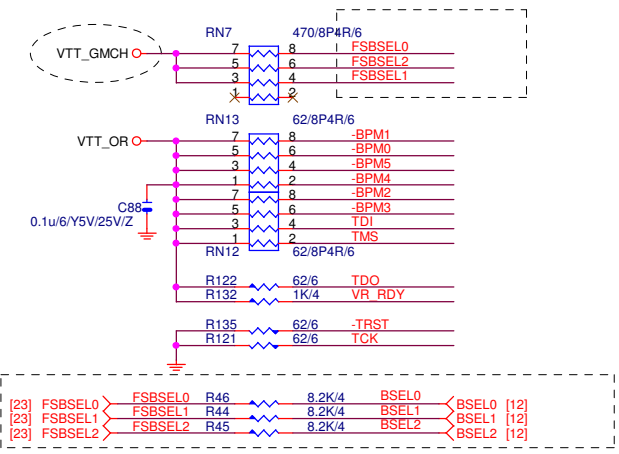 RN7 470/8P4R/6
VTT_GMCH 7 8 FSBSEL0
5 6 FSBSEL2
3 4 FSBSEL1
1 2
RN13 62/8P4R/6
VTT_OR 7 8 -BPM1
5 6 -BPM0
3 4 -BPM5
1 2 -BPM4
C88 7 8 -BPM2
0.1u/6/Y5V/25V/Z 5 6 -BPM3
3 4 TDI
1 2 TMS
RN12 62/8P4R/6
R122 62/6 TDO
R132 1K/4 VR_RDY
R135 62/6 -TRST
R121 62/6 TCK
[23] FSBSEL0 FSBSEL0 R46 8.2K/4 BSEL0 BSEL0 [12]
[23] FSBSEL1 FSBSEL1 R44 8.2K/4 BSEL1 BSEL1 [12]
[23] FSBSEL2 FSBSEL2 R45 8.2K/4 BSEL2 BSEL2 [12]